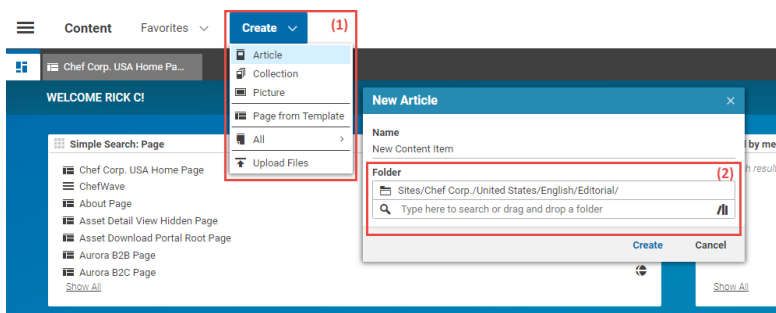 Content
Favorites
Create
(1)
Article
Collection
Picture
Page from Template
All
Upload Files
Chef Corp. USA Home Pa...
WELCOME RICK C!
Simple Search: Page
Chef Corp. USA Home Page
ChefWave
About Page
Asset Detail View Hidden Page
Asset Download Portal Root Page
Aurora B2B Page
Aurora B2C Page
Show All
New Article
Name
New Content Item
Folder
(2)
Sites/Chef Corp./United States/English/Editorial/
Type here to search or drag and drop a folder
Create
Cancel
l by me
h result
Show All